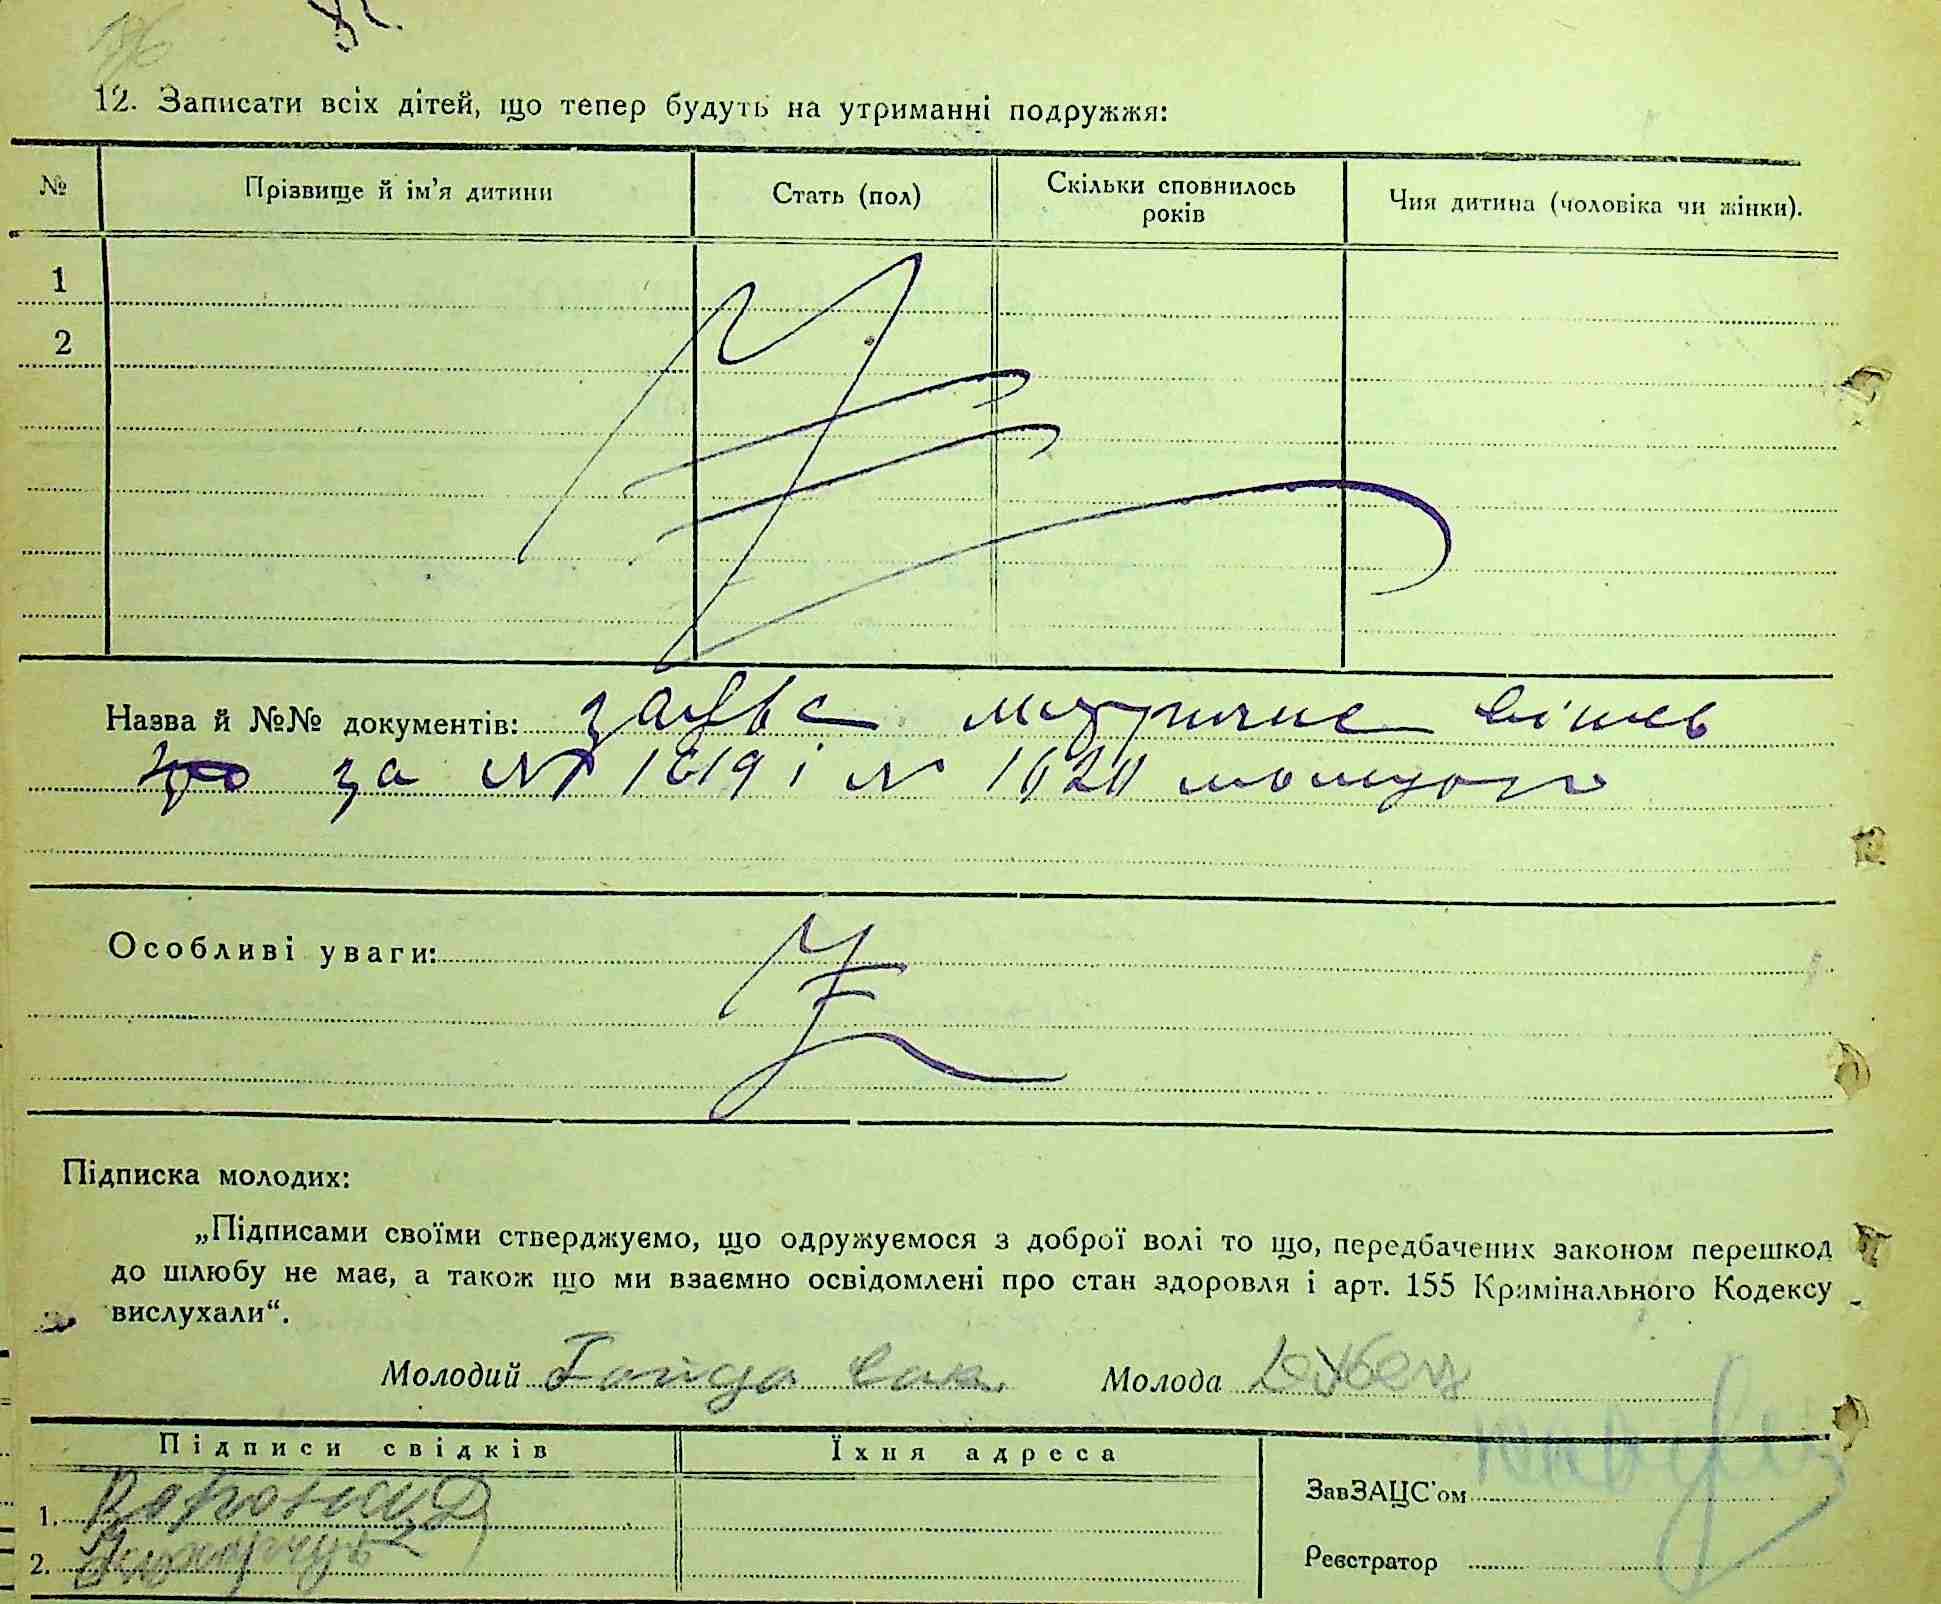 12. Записати всіх дітей, що тепер будуть на утриманні подружжя:
№ Прізвище й ім'я дитини Стать (пол) Скільки сповнилось років Чия дитина (чоловіка чи жінки).
1
2
Назва й №№ документів: заява
за № 1619 і № 1620
Особливі уваги:
Підписка молодих:
„Підписами своїми стверджуємо, що одружуємося з доброї волі то що, передбачених законом перешкод
до шлюбу не має, а також що ми взаємно освідомлені про стан здоровля і арт. 155 Кримінального Кодексу
вислухали“.
Молодий Гайда Молода
Підписи свідків Їхня адреса
ЗавЗАЦС'ом
1.
2.
Реєстратор